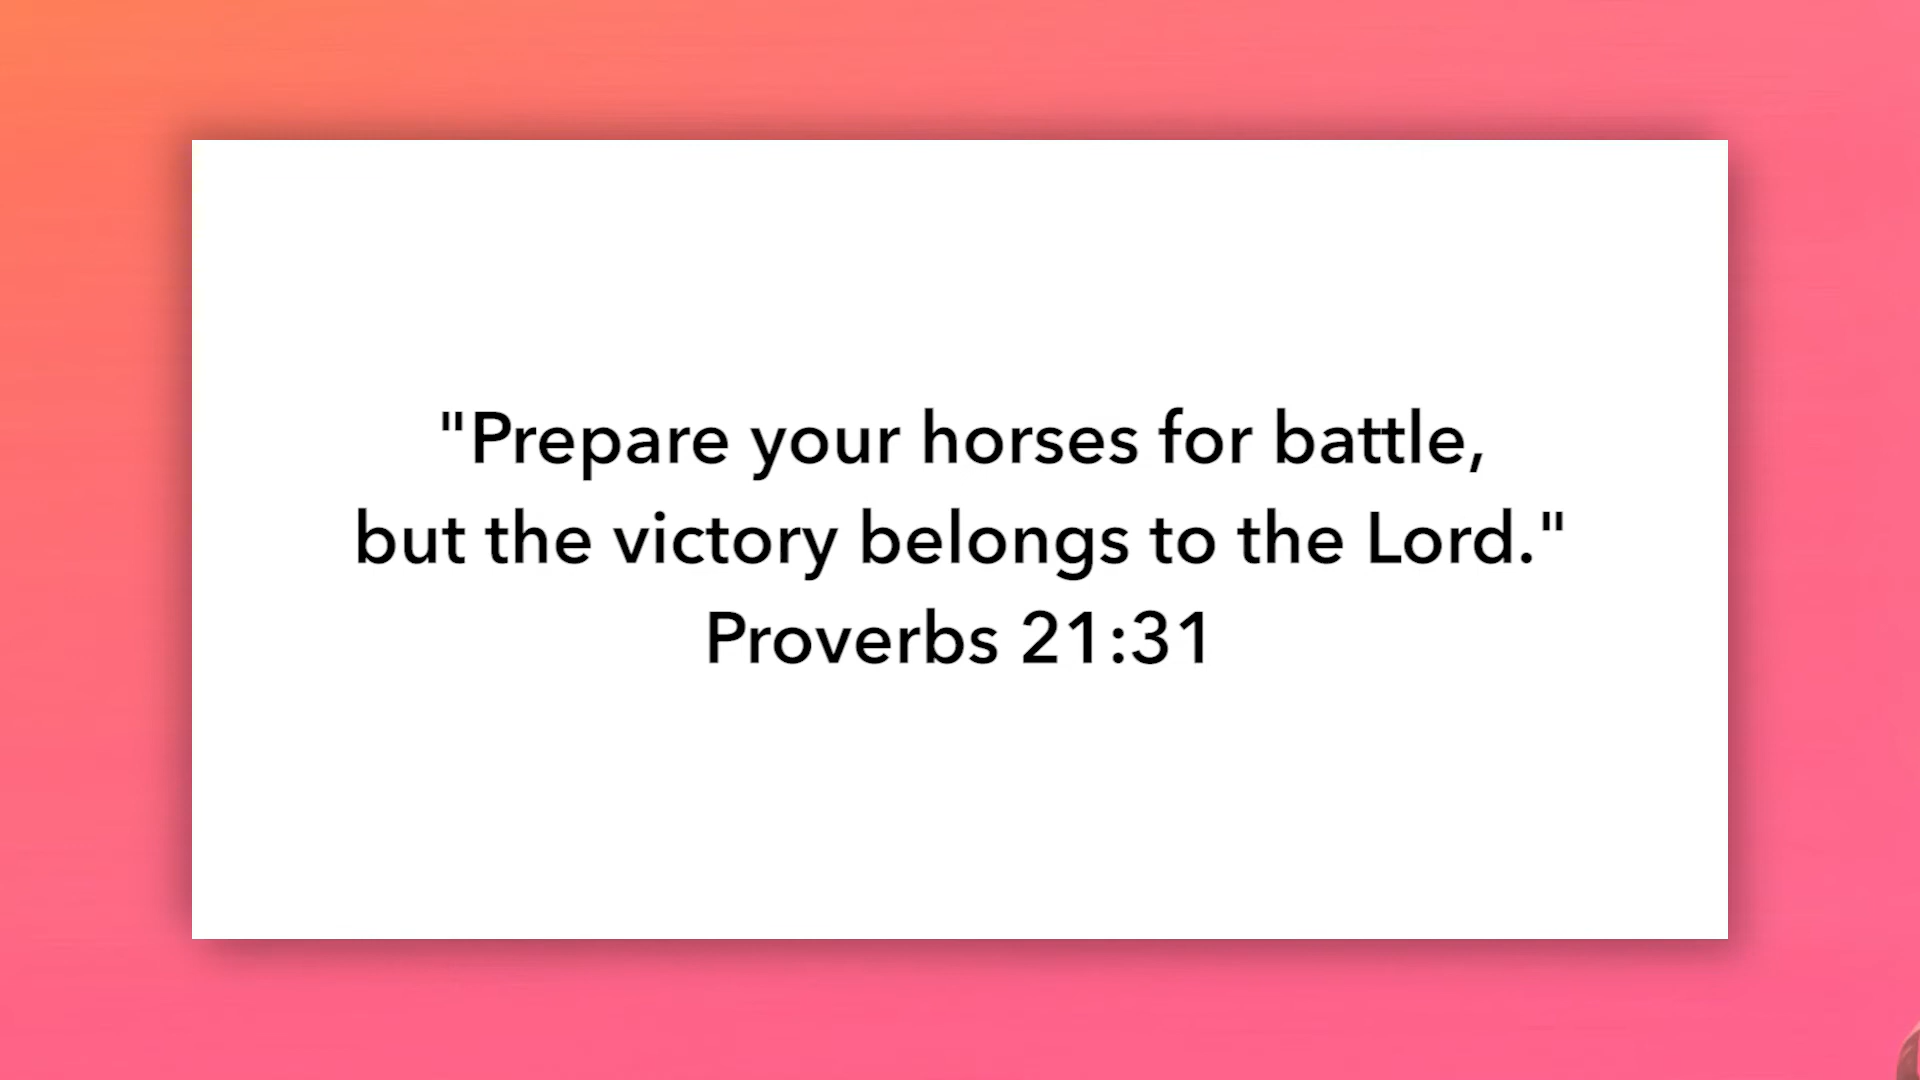 "Prepare your horses for battle,
but the victory belongs to the Lord."
Proverbs 21:31